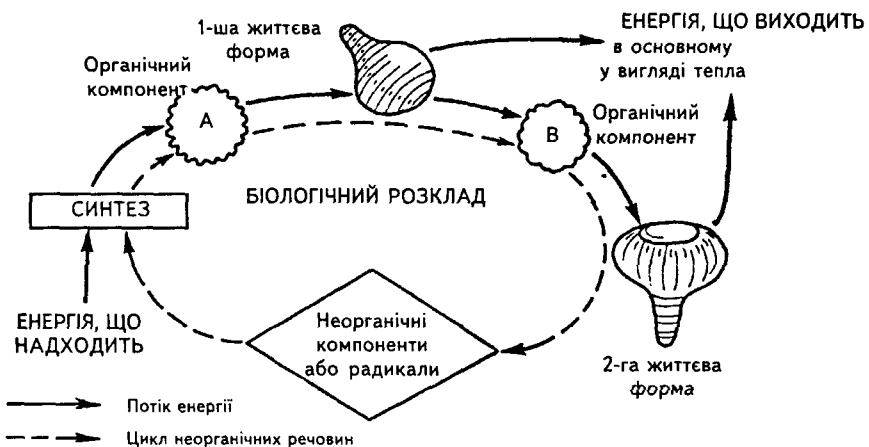 1-ша життєва
форма
ЕНЕРГІЯ, ЩО ВИХОДИТЬ
в основному
у вигляді тепла
Органічний
компонент
А
В
Органічний
компонент
СИНТЕЗ
БІОЛОГІЧНИЙ РОЗКЛАД
ЕНЕРГІЯ, ЩО
НАДХОДИТЬ
Неорганічні
компоненти
або радикали
2-га життєва
форма
Потік енергії
Цикл неорганічних речовин